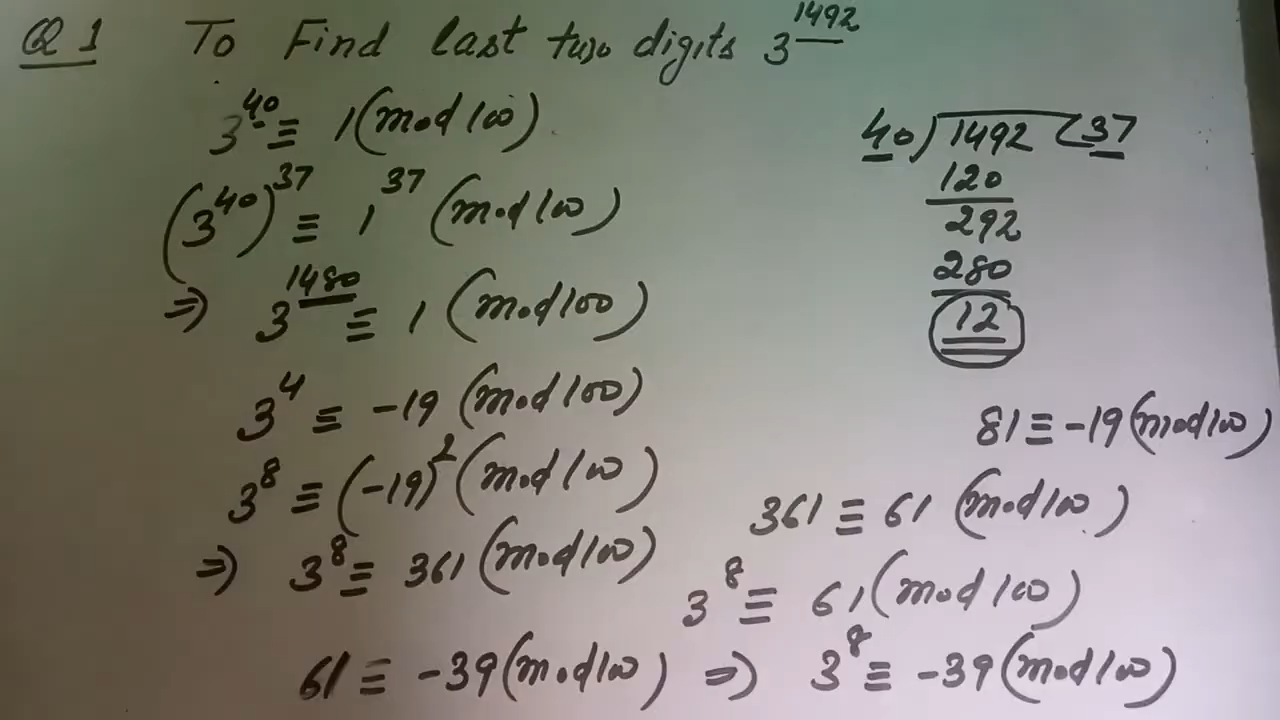 Q1 To Find last two digits 3^1492
3^40 ≡ 1 (mod 100)
40)1492(37
(3^40)^37 ≡ 1^37 (mod 100)
120
292
⇒ 3^1480 ≡ 1 (mod 100)
280
12
3^4 ≡ -19 (mod 100)
81 ≡ -19 (mod 100)
3^8 ≡ (-19)^2 (mod 100)
361 ≡ 61 (mod 100)
⇒ 3^8 ≡ 361 (mod 100)
3^8 ≡ 61 (mod 100)
61 ≡ -39 (mod 100) ⇒ 3^8 ≡ -39 (mod 100)